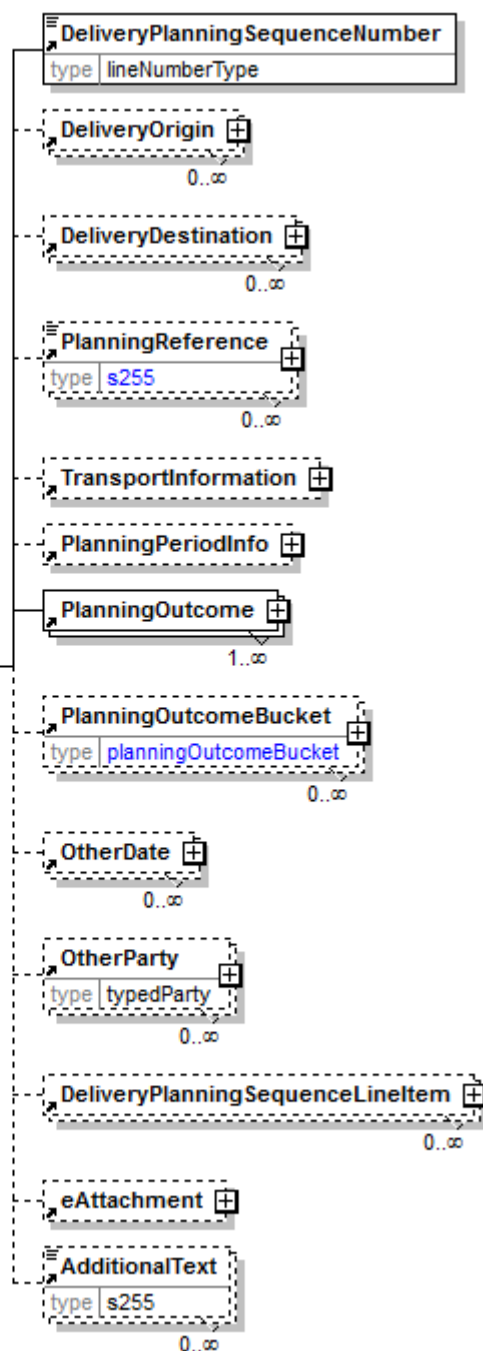 DeliveryPlanningSequenceNumber
type lineNumberType
DeliveryOrigin
0..∞
DeliveryDestination
0..∞
PlanningReference
type s255
0..∞
TransportInformation
PlanningPeriodInfo
PlanningOutcome
1..∞
PlanningOutcomeBucket
type planningOutcomeBucket
0..∞
OtherDate
0..∞
OtherParty
type typedParty
0..∞
DeliveryPlanningSequenceLineItem
0..∞
eAttachment
AdditionalText
type s255
0..∞